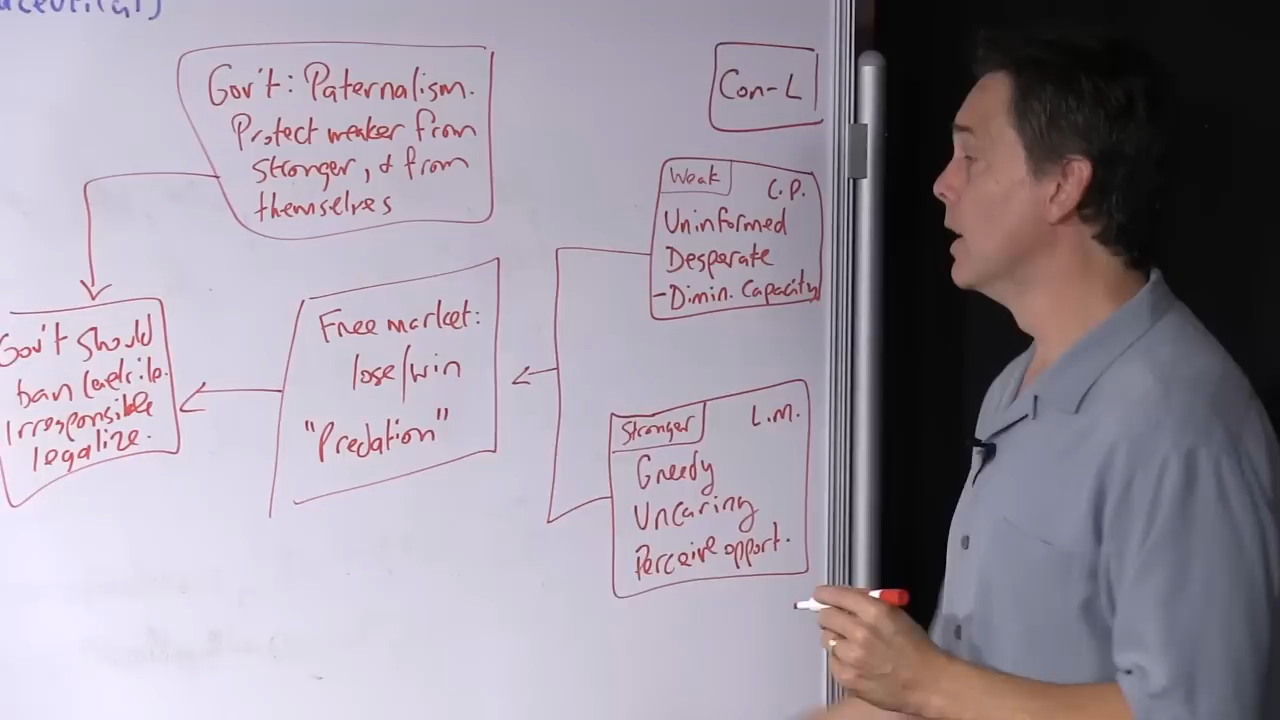 Gov't: Paternalism.
Protect weaker from
stronger, & from
themselves
Con-L
Weak
C.P.
Uninformed
Desperate
-Dimin. Capacity
Free market:
lose/win
"Predation"
Gov't should
ban
Irresponsible
legalize.
Stronger
L.M.
Greedy
Uncaring
Perceive opport.